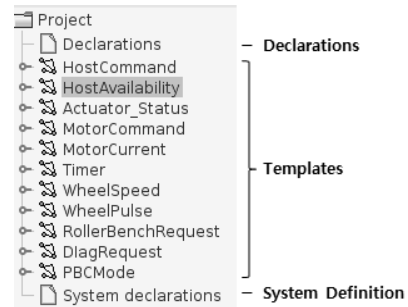 Project
Declarations – Declarations
HostCommand
HostAvailability
Actuator_Status
MotorCommand
MotorCurrent
Timer Templates
WheelSpeed
WheelPulse
RollerBenchRequest
DIagRequest
PBCMode
System declarations – System Definition